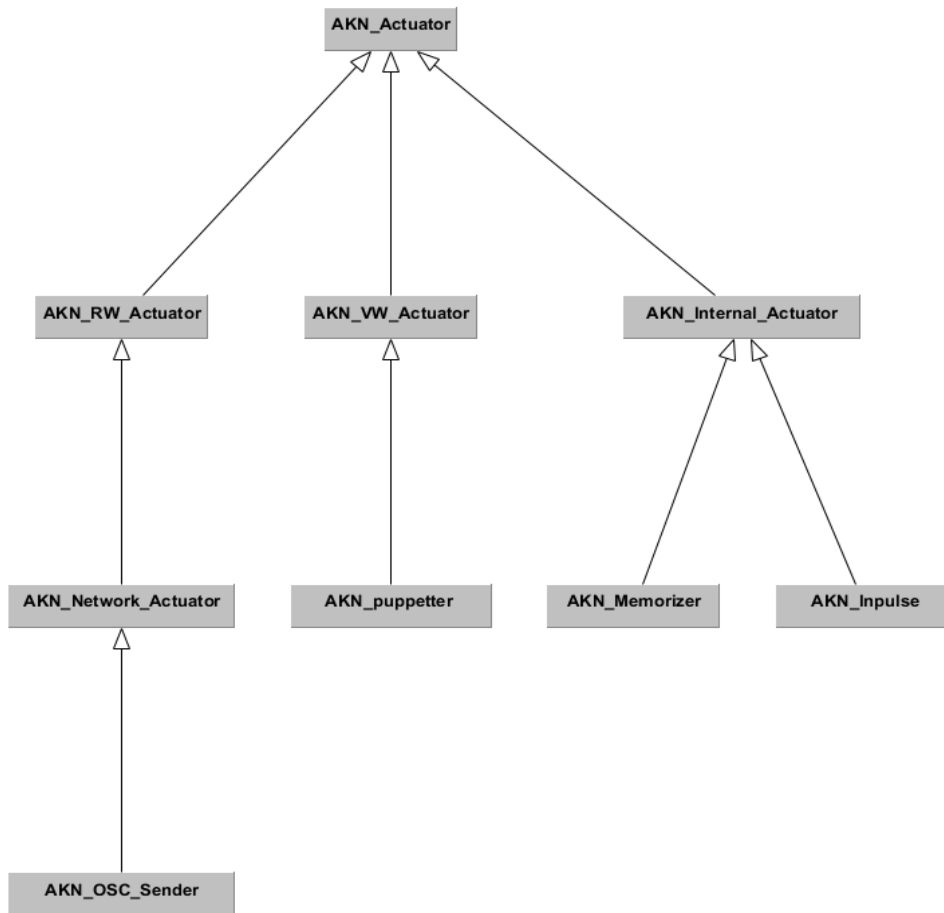 AKN_Actuator
AKN_RW_Actuator
AKN_VW_Actuator
AKN_Internal_Actuator
AKN_Network_Actuator
AKN_puppetter
AKN_Memorizer
AKN_Inpulse
AKN_OSC_Sender